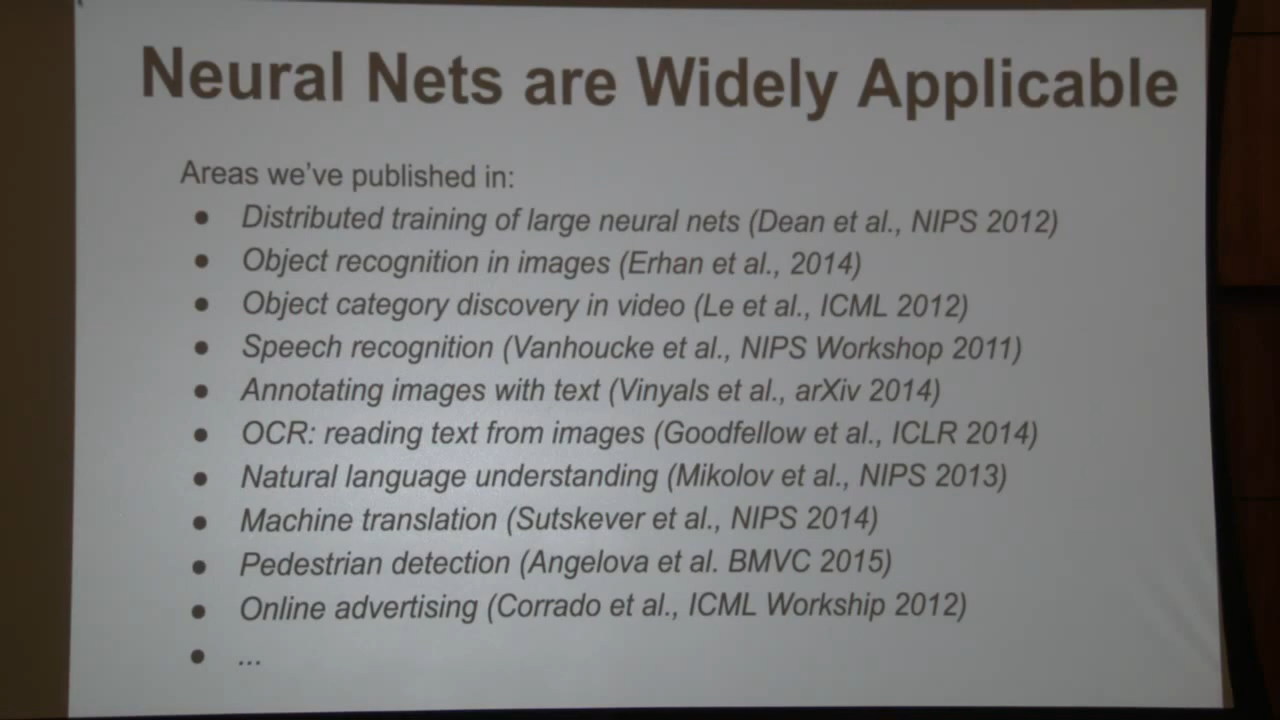 Neural Nets are Widely Applicable
Areas we've published in:
● Distributed training of large neural nets (Dean et al., NIPS 2012)
● Object recognition in images (Erhan et al., 2014)
● Object category discovery in video (Le et al., ICML 2012)
● Speech recognition (Vanhoucke et al., NIPS Workshop 2011)
● Annotating images with text (Vinyals et al., arXiv 2014)
● OCR: reading text from images (Goodfellow et al., ICLR 2014)
● Natural language understanding (Mikolov et al., NIPS 2013)
● Machine translation (Sutskever et al., NIPS 2014)
● Pedestrian detection (Angelova et al. BMVC 2015)
● Online advertising (Corrado et al., ICML Workship 2012)
● ...